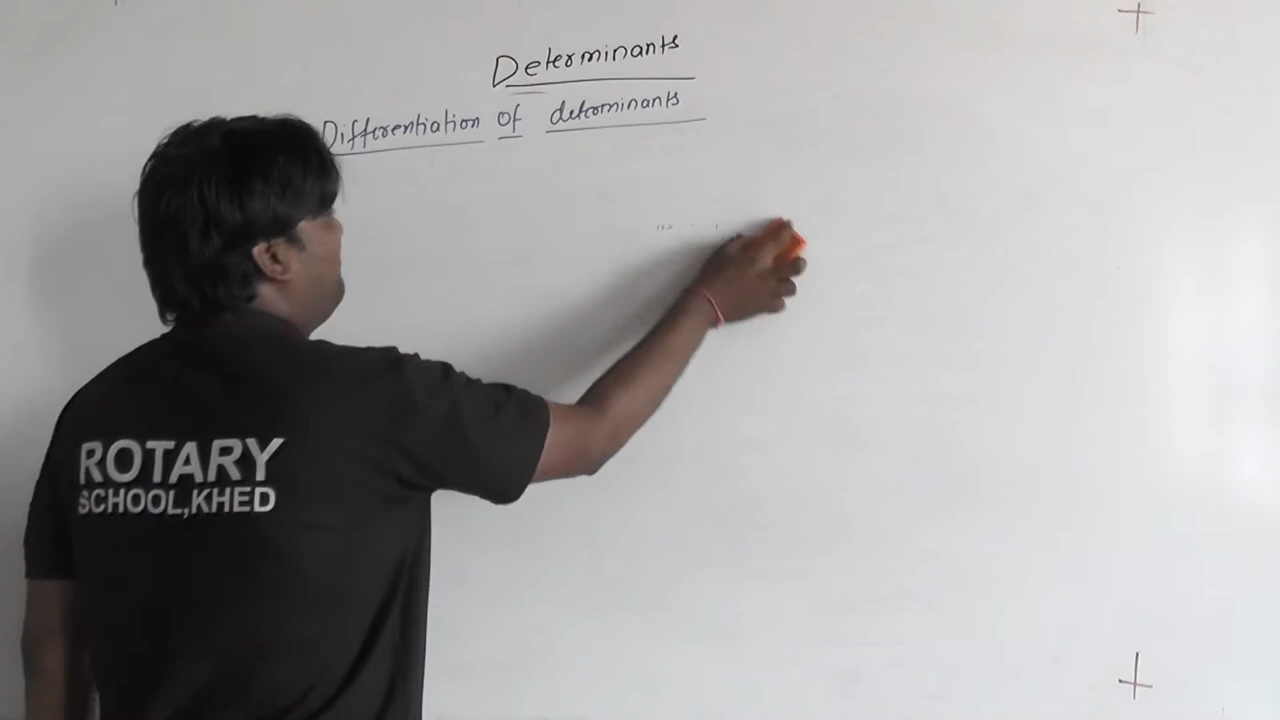 Determinants
Differentiation of determinants
ROTARY
SCHOOL,KHED